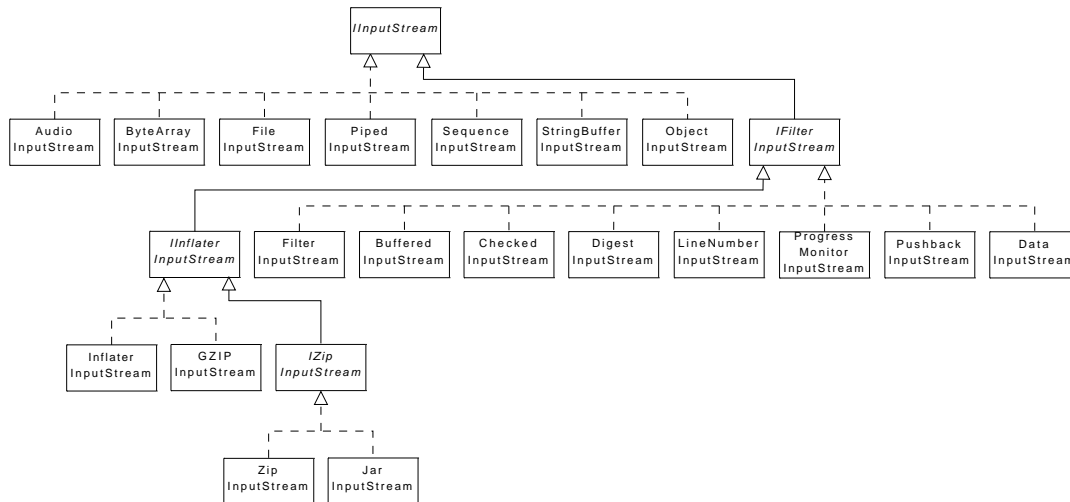 IInputStream
Audio
InputStream
ByteArray
InputStream
File
InputStream
Piped
InputStream
Sequence
InputStream
StringBuffer
InputStream
Object
InputStream
IFilter
InputStream
IInflater
InputStream
Filter
InputStream
Buffered
InputStream
Checked
InputStream
Digest
InputStream
LineNumber
InputStream
Progress
Monitor
InputStream
Pushback
InputStream
Data
InputStream
Inflater
InputStream
GZIP
InputStream
IZip
InputStream
Zip
InputStream
Jar
InputStream